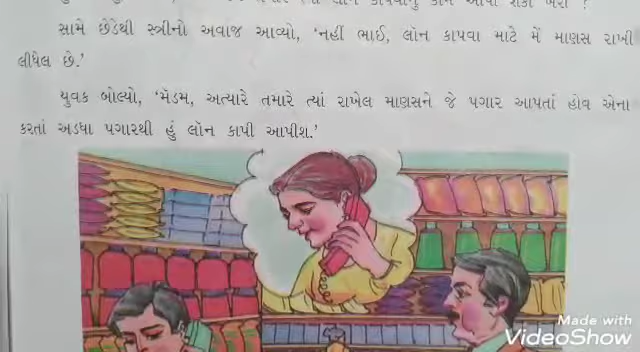 સામે છેડેથી સ્ત્રીનો અવાજ આવ્યો, ‘નહીં ભાઈ, લૉન કાપવા માટે મેં માણસ રાખી
લીધેલ છે.’
યુવક બોલ્યો, ‘મૅડમ, અત્યારે તમારે ત્યાં રાખેલ માણસને જે પગાર આપતાં હોવ એના
કરતાં અડધા પગારથી હું લૉન કાપી આપીશ.’
Made with
VideoShow